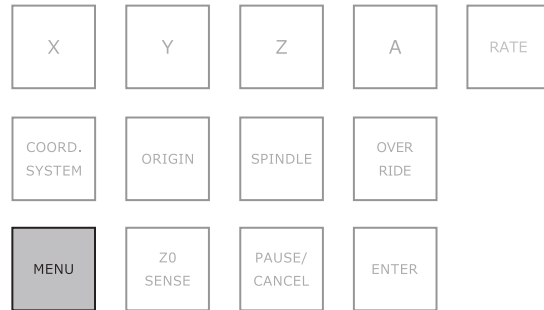 X Y Z A RATE
COORD.
SYSTEM
ORIGIN
SPINDLE
OVER
RIDE
MENU
Z0
SENSE
PAUSE/
CANCEL
ENTER